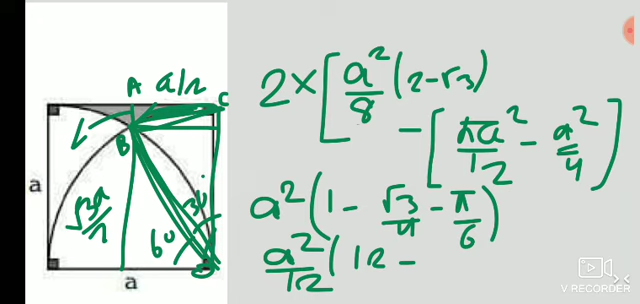 A a/2 C
B
a
√3a/2
60
30
a
2 × [ a²/8 (2-√3)
- [ πa²/12 - a²/4 ]
a² ( 1 - √3/4 - π/6 )
a²/12 ( 12 -
V RECORDER